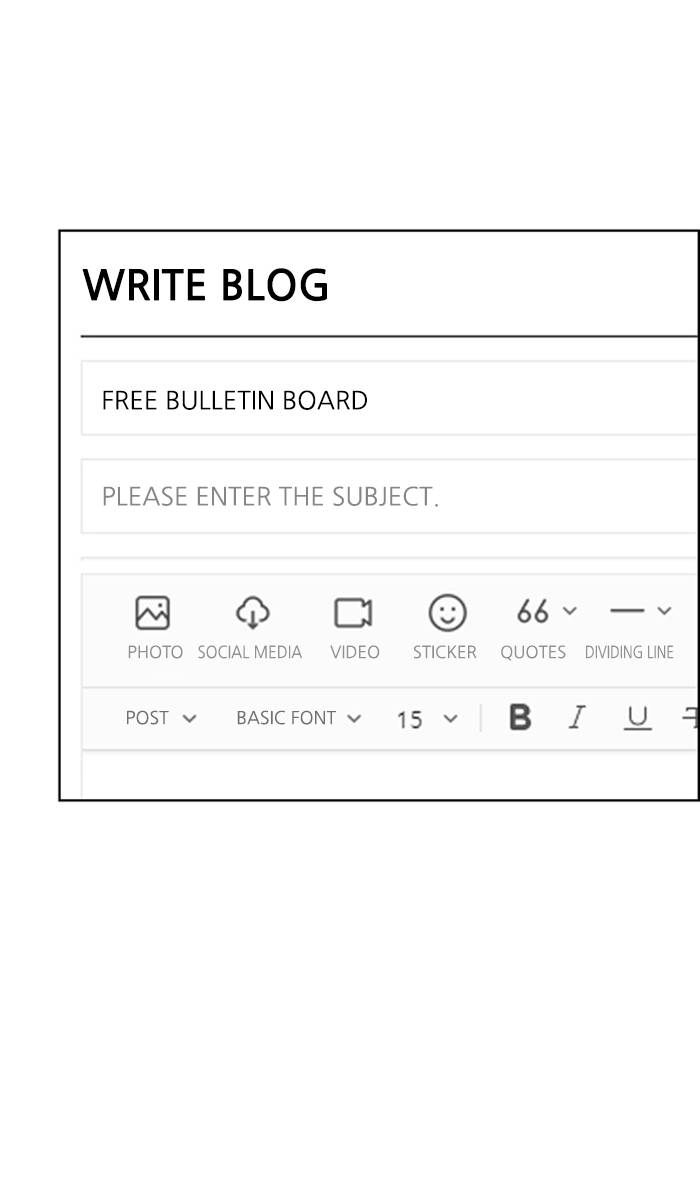 WRITE BLOG
FREE BULLETIN BOARD
PLEASE ENTER THE SUBJECT.
66
PHOTO SOCIAL MEDIA VIDEO STICKER QUOTES DIVIDING LINE
POST BASIC FONT 15 B I U T